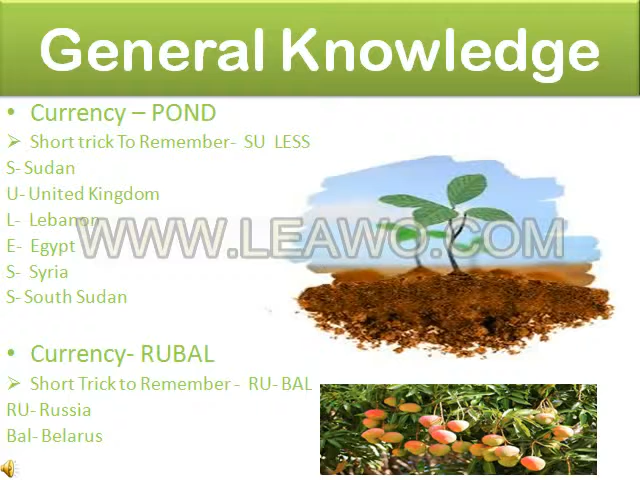 General Knowledge
• Currency – POND
➢ Short trick To Remember- SU LESS
S- Sudan
U- United Kingdom
L- Lebanon
E- Egypt
WWW.LEAWO.COM
S- Syria
S- South Sudan
• Currency- RUBAL
➢ Short Trick to Remember - RU- BAL
RU- Russia
Bal- Belarus